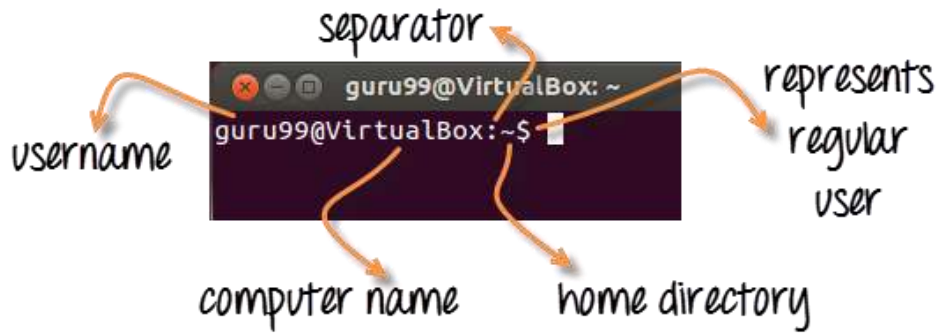 separator
guru99@VirtualBox: ~
represents
regular
user
guru99@VirtualBox:~$
username
computer name
home directory